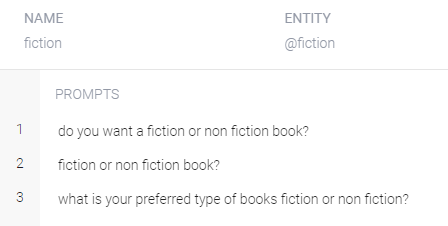 NAME ENTITY
fiction @fiction
PROMPTS
1 do you want a fiction or non fiction book?
2 fiction or non fiction book?
3 what is your preferred type of books fiction or non fiction?